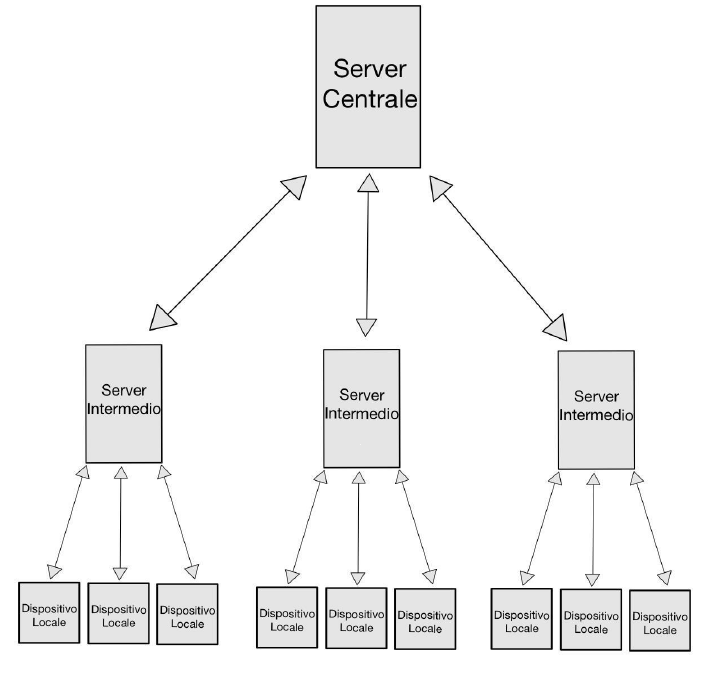 Server
Centrale
Server
Intermedio
Server
Intermedio
Server
Intermedio
Dispositivo
Locale
Dispositivo
Locale
Dispositivo
Locale
Dispositivo
Locale
Dispositivo
Locale
Dispositivo
Locale
Dispositivo
Locale
Dispositivo
Locale
Dispositivo
Locale